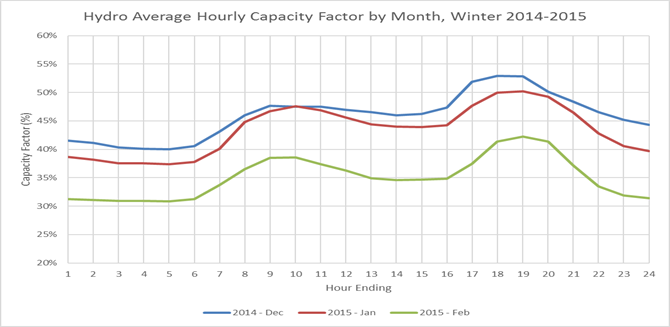 Hydro Average Hourly Capacity Factor by Month, Winter 2014-2015
60%
55%
50%
45%
40%
35%
30%
25%
20%
Capacity Factor (%)
1 2 3 4 5 6 7 8 9 10 11 12 13 14 15 16 17 18 19 20 21 22 23 24
Hour Ending
2014 - Dec 2015 - Jan 2015 - Feb